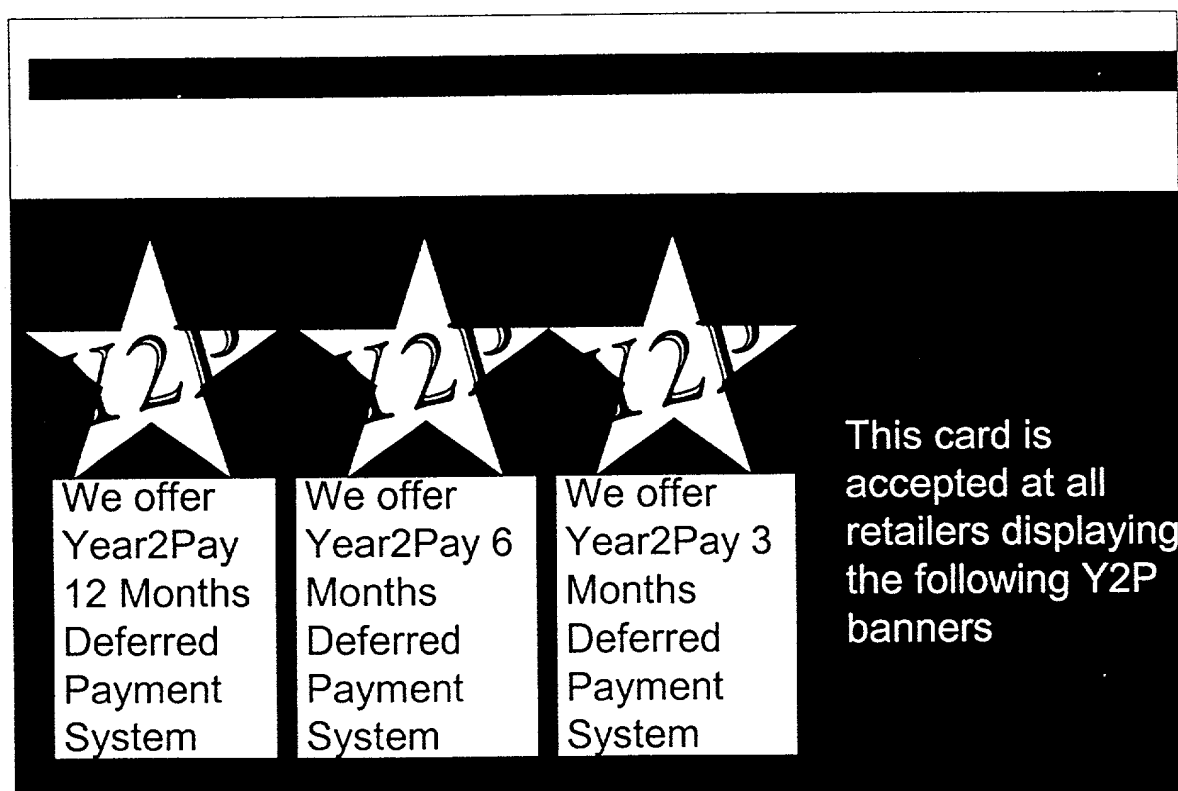 Y2P
We offer
Year2Pay
12 Months
Deferred
Payment
System
Y2P
We offer
Year2Pay 6
Months
Deferred
Payment
System
Y2P
We offer
Year2Pay 3
Months
Deferred
Payment
System
This card is
accepted at all
retailers displaying
the following Y2P
banners